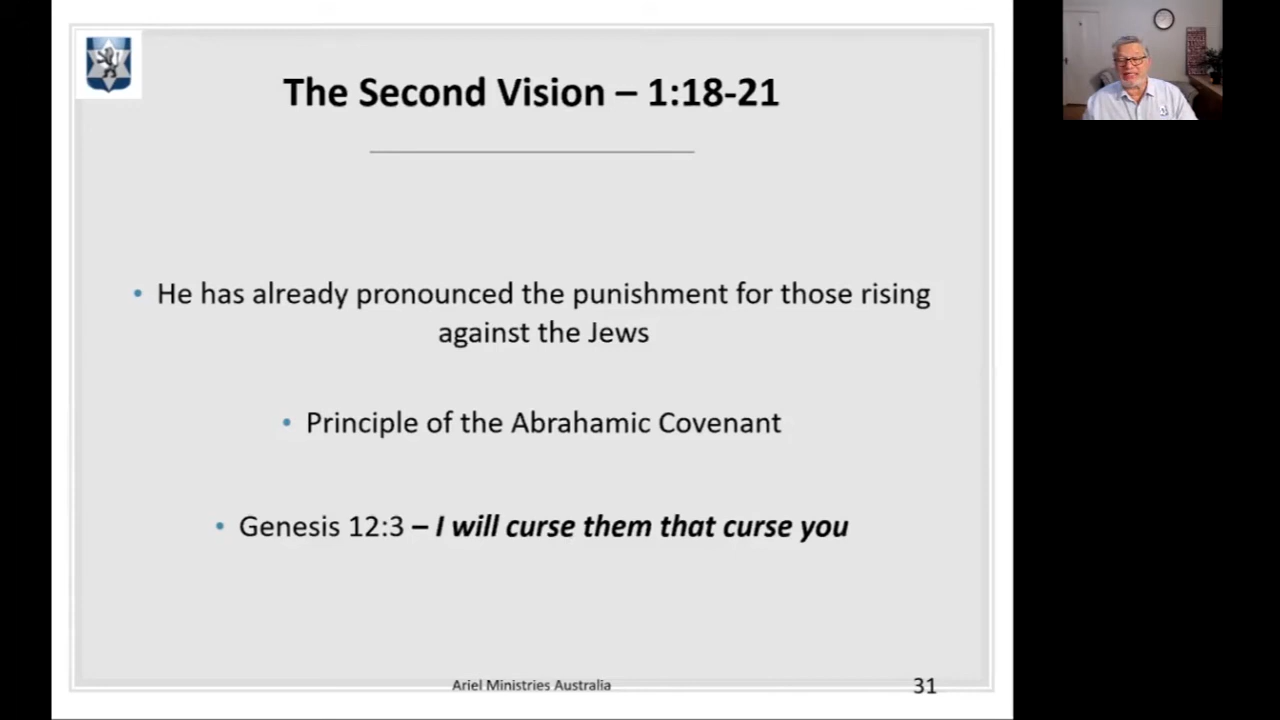 The Second Vision – 1:18-21
• He has already pronounced the punishment for those rising
against the Jews
• Principle of the Abrahamic Covenant
• Genesis 12:3 – I will curse them that curse you
Ariel Ministries Australia
31